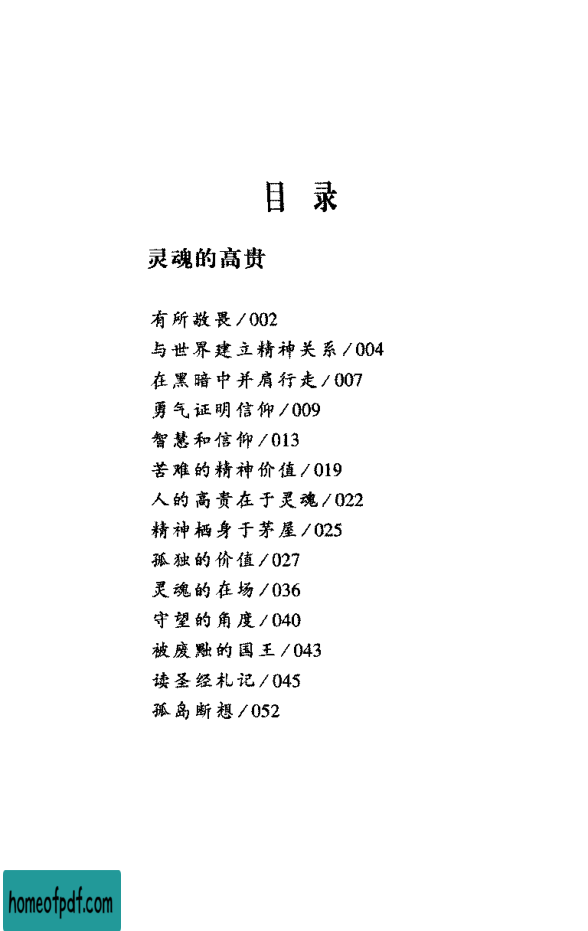 目 录
灵魂的高贵
有所敬畏/002
与世界建立精神关系/004
在黑暗中并肩行走/007
勇气证明信仰/009
智慧和信仰/013
苦难的精神价值/019
人的高贵在于灵魂/022
精神栖身于茅屋/025
孤独的价值/027
灵魂的在场/036
守望的角度/040
被废黜的国王/043
读圣经札记/045
孤岛断想/052
homeofpdf.com